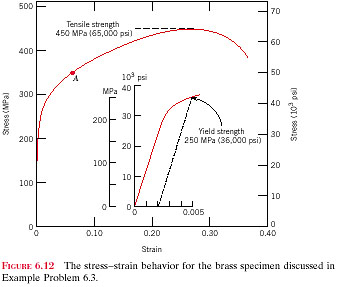 500
70
Tensile strength
450 MPa (65,000 psi)
60
400
A
50
10³ psi
300
MPa
40
40
Stress (MPa)
Stress (10³ psi)
200
30
Yield strength
250 MPa (36,000 psi)
30
200
20
100
20
10
100
10
0
0
0
0.005
0
0
0
0.10
0.20
0.30
0.40
Strain
FIGURE 6.12 The stress–strain behavior for the brass specimen discussed in
Example Problem 6.3.